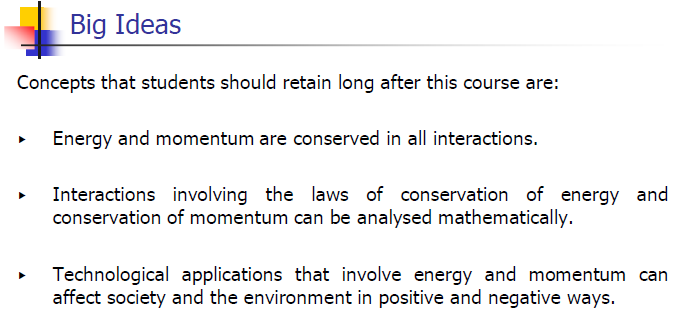 Big Ideas
Concepts that students should retain long after this course are:
Energy and momentum are conserved in all interactions.
Interactions involving the laws of conservation of energy and
conservation of momentum can be analysed mathematically.
Technological applications that involve energy and momentum can
affect society and the environment in positive and negative ways.